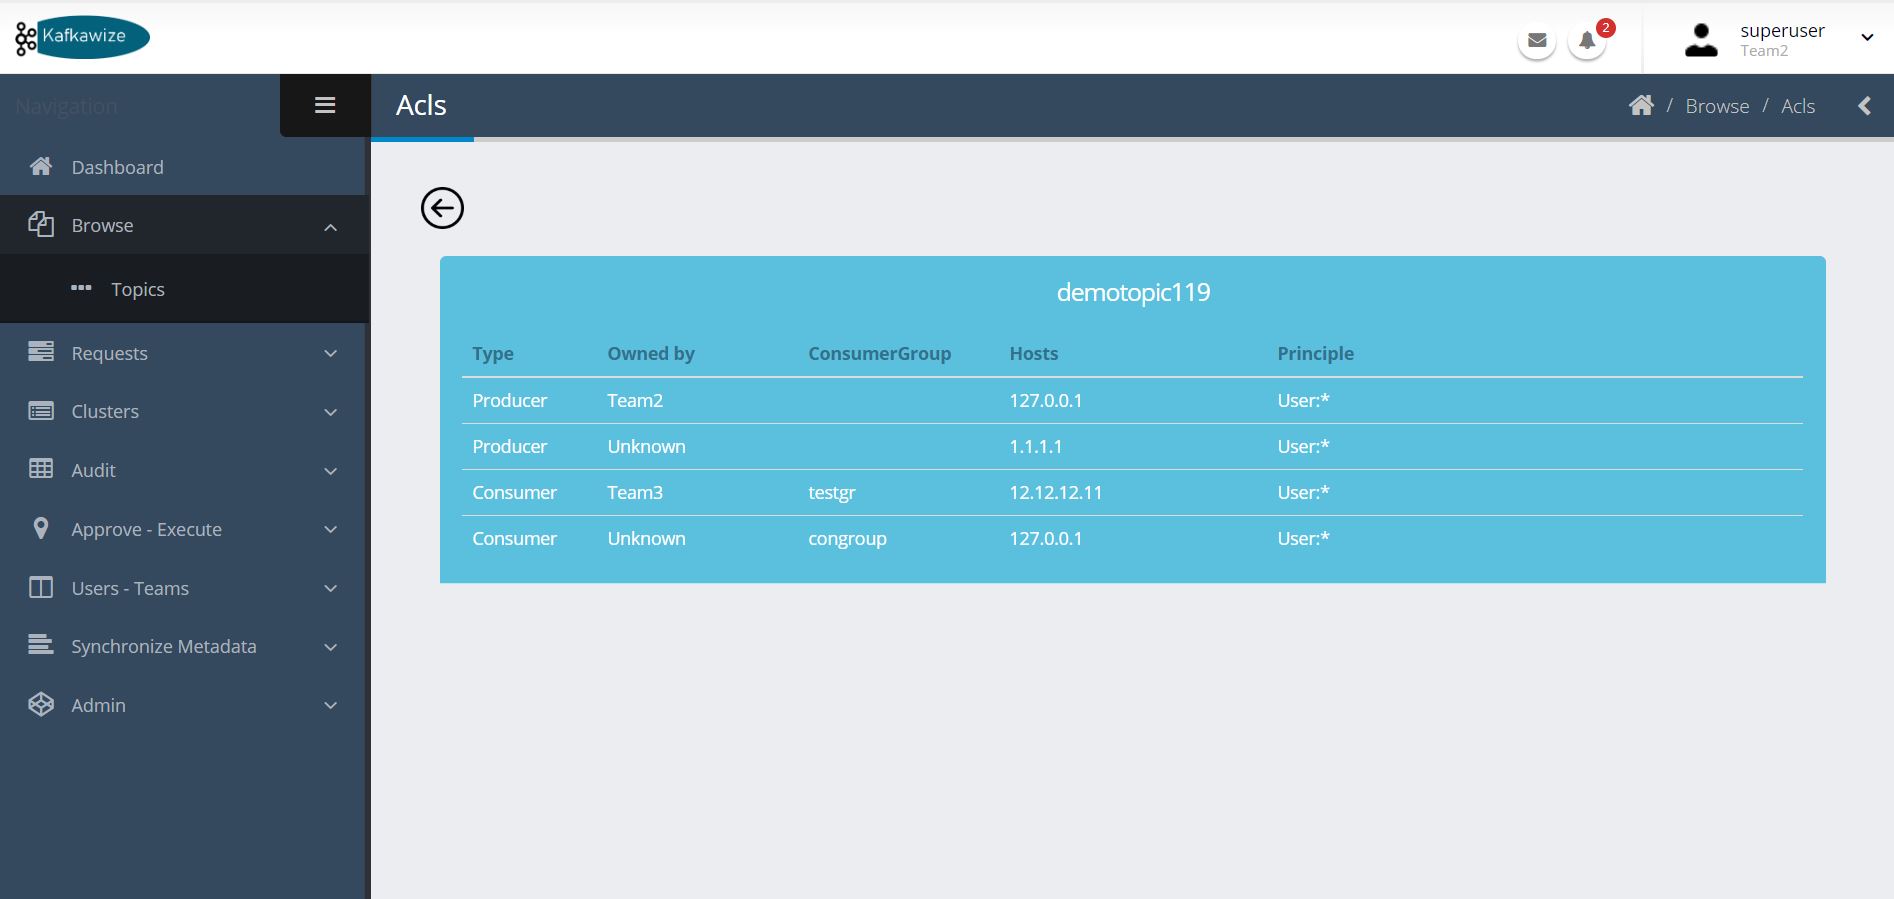 Kafkawize
2
superuser
Team2
Navigation
Acls
/ Browse / Acls
Dashboard
Browse
Topics
Requests
Clusters
Audit
Approve - Execute
Users - Teams
Synchronize Metadata
Admin
demotopic119
Type Owned by ConsumerGroup Hosts Principle
Producer Team2 127.0.0.1 User:*
Producer Unknown 1.1.1.1 User:*
Consumer Team3 testgr 12.12.12.11 User:*
Consumer Unknown congroup 127.0.0.1 User:*